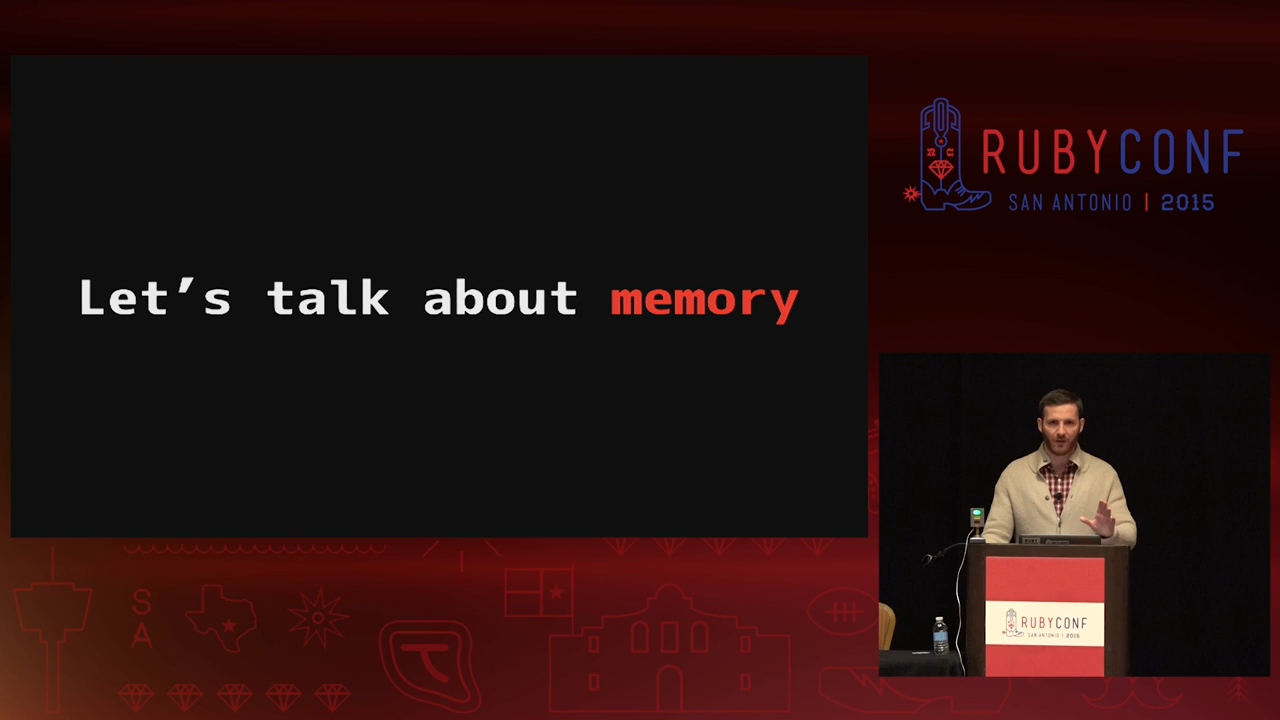 Let’s talk about memory
RUBYCONF
SAN ANTONIO | 2015
S
A
RUBYCONF
SAN ANTONIO | 2015